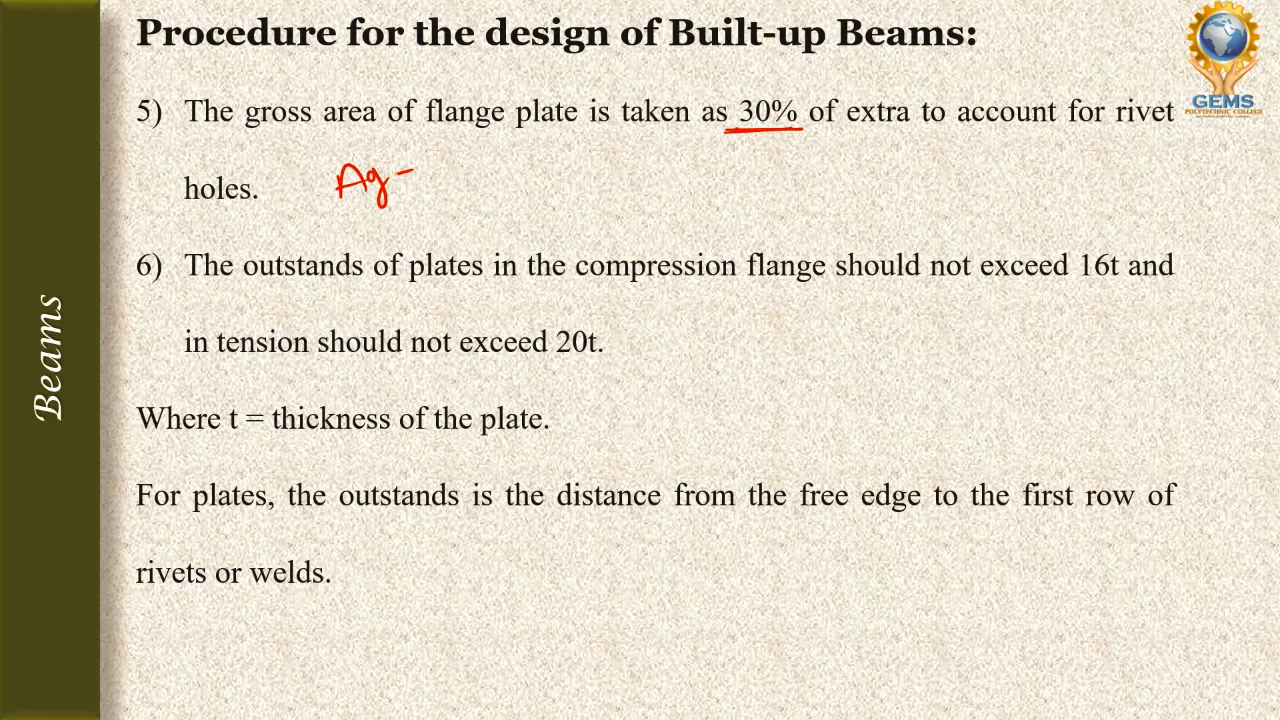 Procedure for the design of Built-up Beams:
GEMS
POLYTECHNIC COLLEGE
5) The gross area of flange plate is taken as 30% of extra to account for rivet
holes. Ag -
6) The outstands of plates in the compression flange should not exceed 16t and
in tension should not exceed 20t.
Where t = thickness of the plate.
For plates, the outstands is the distance from the free edge to the first row of
rivets or welds.
Beams